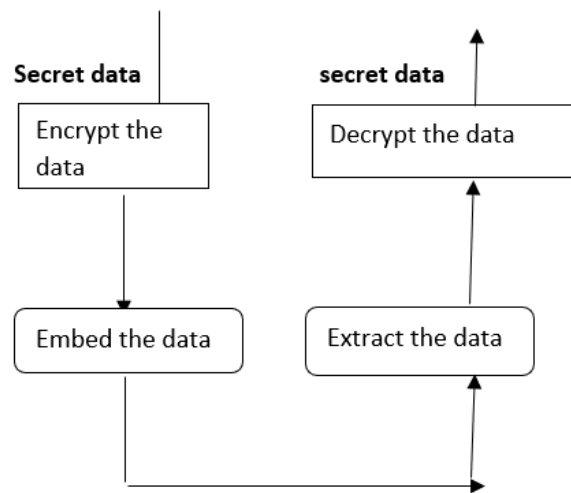 Secret data
Encrypt the
data
Embed the data
secret data
Decrypt the data
Extract the data